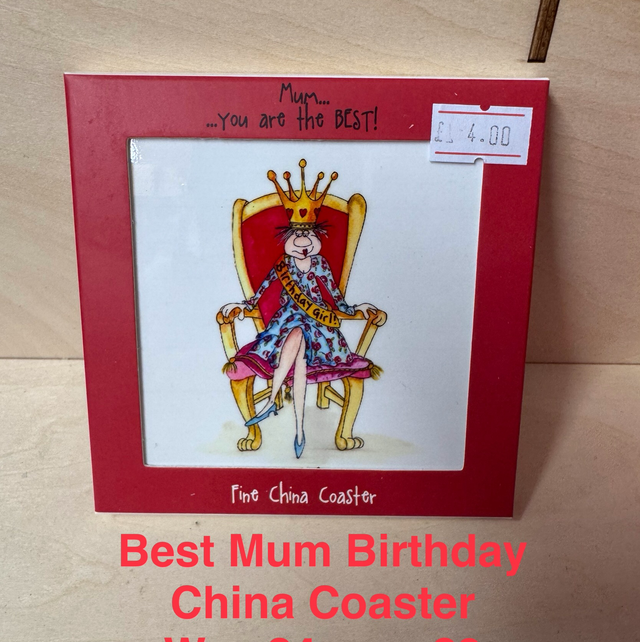 Mum...
...you are the BEST!
£ 4.00
Birthday Girl!
Fine China Coaster
Best Mum Birthday
China Coaster